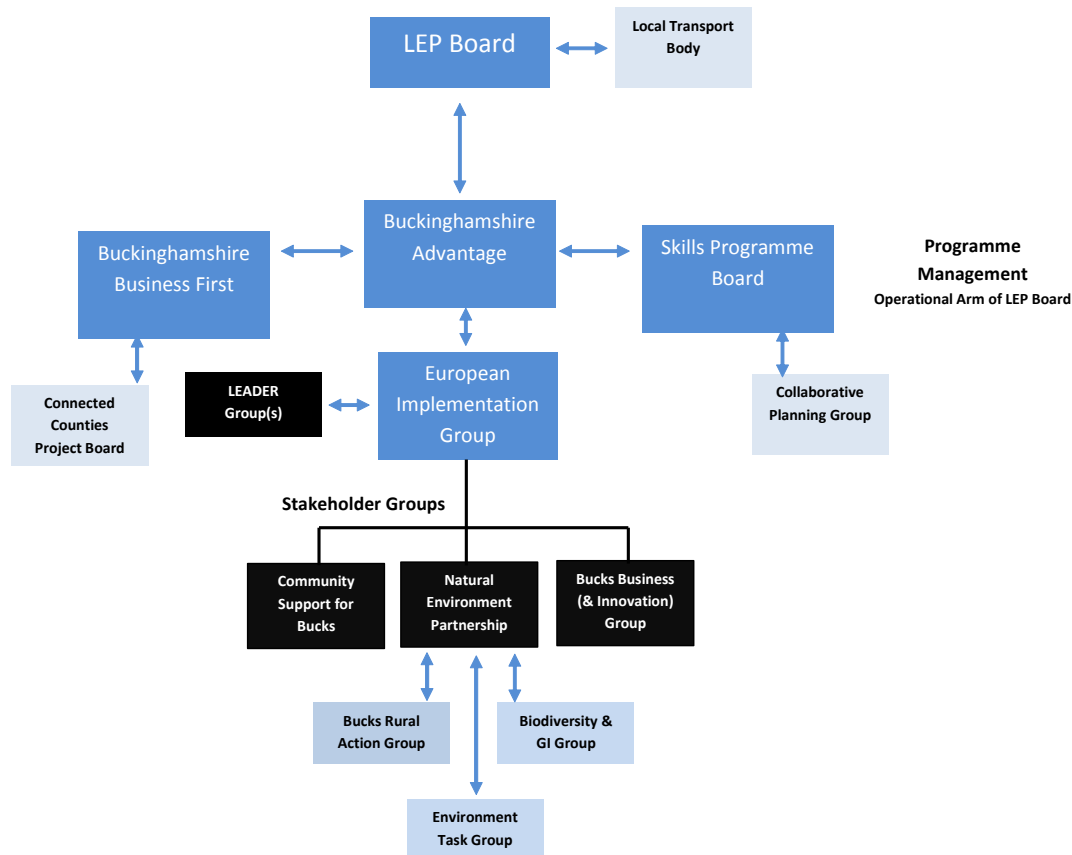 LEP Board
Local Transport
Body
Buckinghamshire
Advantage
Buckinghamshire
Business First
Skills Programme
Board
Programme
Management
Operational Arm of LEP Board
European
Implementation
Group
LEADER
Group(s)
Connected
Counties
Project Board
Collaborative
Planning Group
Stakeholder Groups
Community
Support for
Bucks
Natural
Environment
Partnership
Bucks Business
(& Innovation)
Group
Bucks Rural
Action Group
Biodiversity &
GI Group
Environment
Task Group